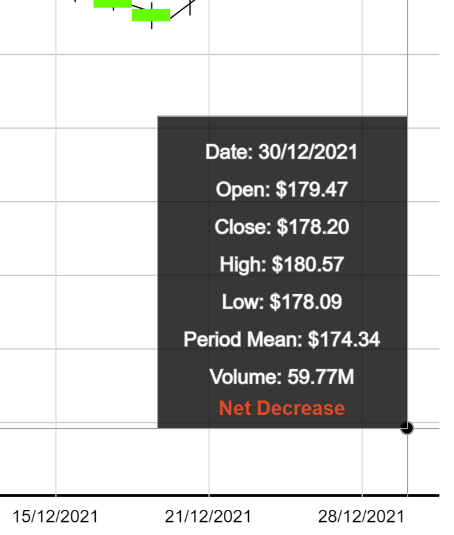 Date: 30/12/2021
Open: $179.47
Close: $178.20
High: $180.57
Low: $178.09
Period Mean: $174.34
Volume: 59.77M
Net Decrease
15/12/2021 21/12/2021 28/12/2021